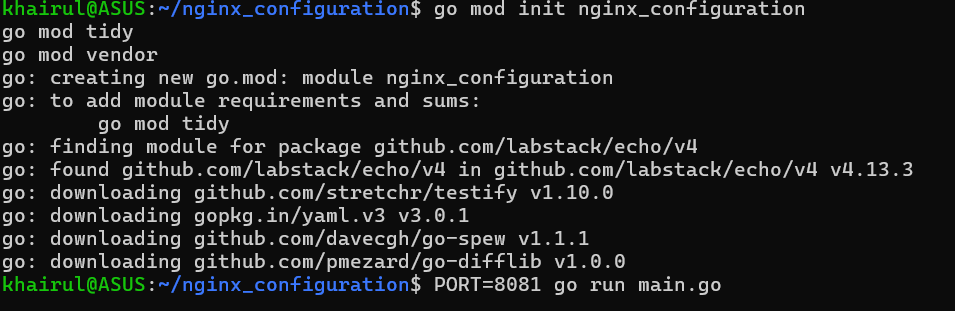 khairul@ASUS:~/nginx_configuration$ go mod init nginx_configuration
go mod tidy
go mod vendor
go: creating new go.mod: module nginx_configuration
go: to add module requirements and sums:
        go mod tidy
go: finding module for package github.com/labstack/echo/v4
go: found github.com/labstack/echo/v4 in github.com/labstack/echo/v4 v4.13.3
go: downloading github.com/stretchr/testify v1.10.0
go: downloading gopkg.in/yaml.v3 v3.0.1
go: downloading github.com/davecgh/go-spew v1.1.1
go: downloading github.com/pmezard/go-difflib v1.0.0
khairul@ASUS:~/nginx_configuration$ PORT=8081 go run main.go